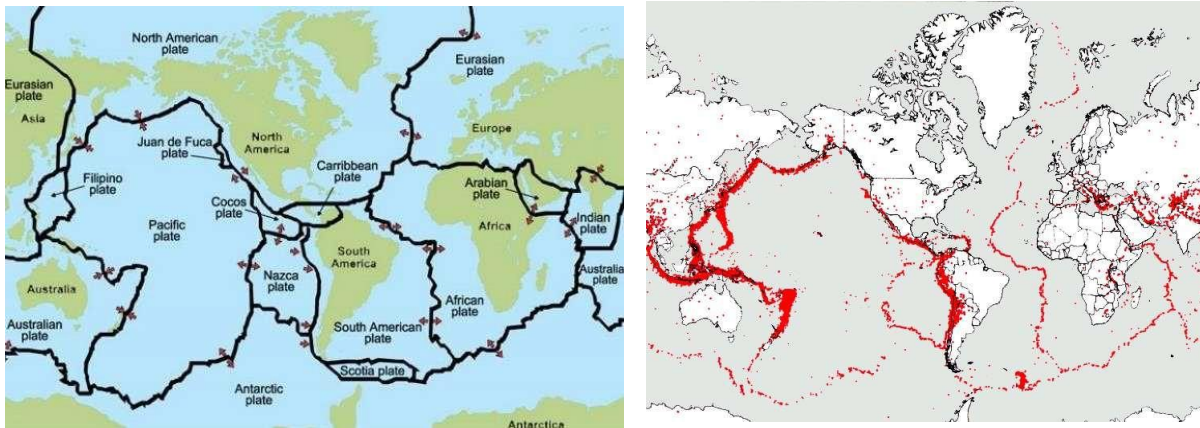 North American
plate
Eurasian
plate
Eurasian
plate
Asia
Europe
Juan de Fuca
plate
North
America
Carribbean
plate
Filipino
plate
Arabian
plate
Cocos
plate
Indian
plate
Pacific
plate
Africa
South
America
Nazca
plate
Australia
Australia
plate
African
plate
Australian
plate
South American
plate
Scotia plate
Antarctic
plate
Antarctica